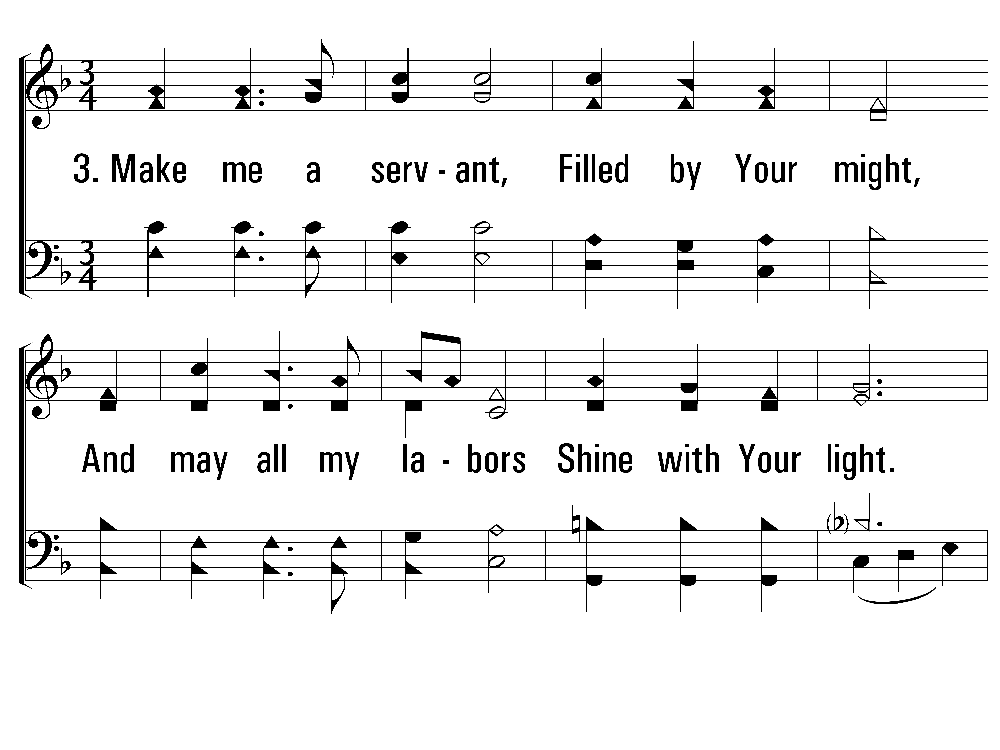 3. Make me a serv - ant, Filled by Your might,
And may all my la - bors Shine with Your light.